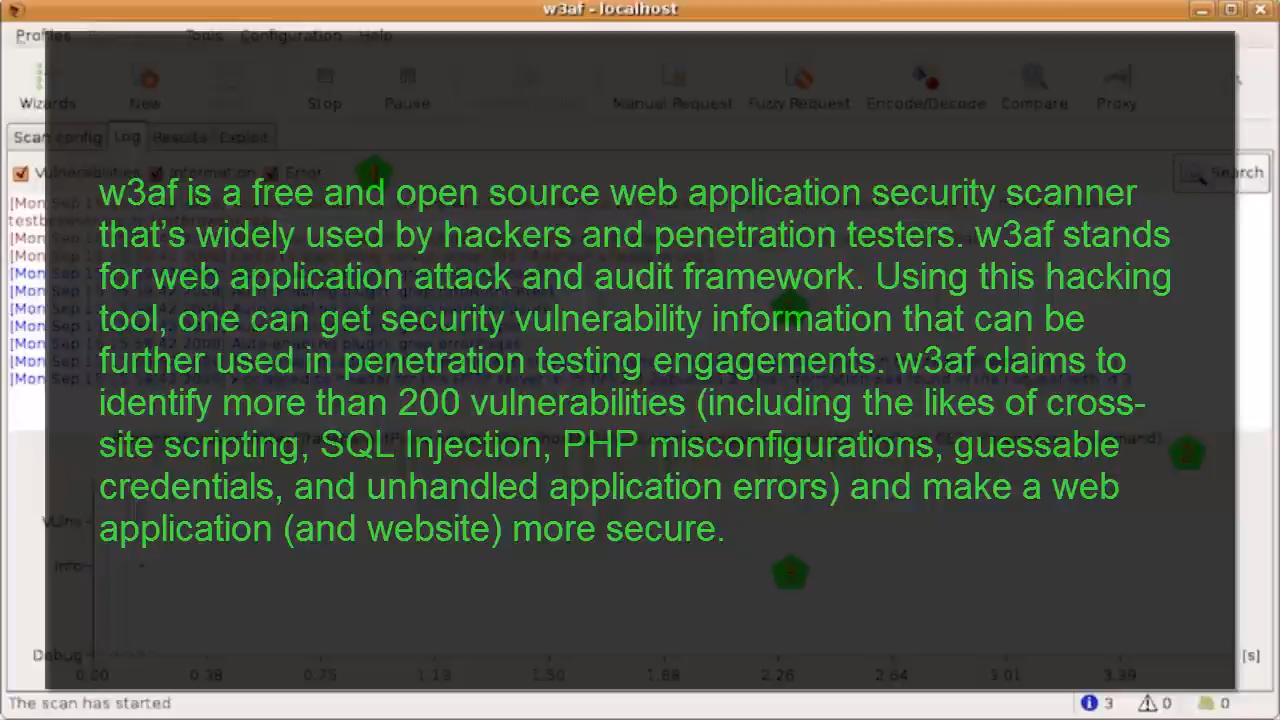 w3af - localhost
Profiles Tools Configuration Help
Wizards New Stop Pause Manual Request Fuzzy Request Encode/Decode Compare Proxy
Scan config Log Results Exploit
Vulnerabilities Information Error Search
w3af is a free and open source web application security scanner
that's widely used by hackers and penetration testers. w3af stands
for web application attack and audit framework. Using this hacking
tool, one can get security vulnerability information that can be
further used in penetration testing engagements. w3af claims to
identify more than 200 vulnerabilities (including the likes of cross-
site scripting, SQL Injection, PHP misconfigurations, guessable
credentials, and unhandled application errors) and make a web
application (and website) more secure.
Vulns
Info
Debug [s]
0.00 0.38 0.75 1.13 1.50 1.88 2.26 2.64 3.01 3.39
The scan has started 3 0 0